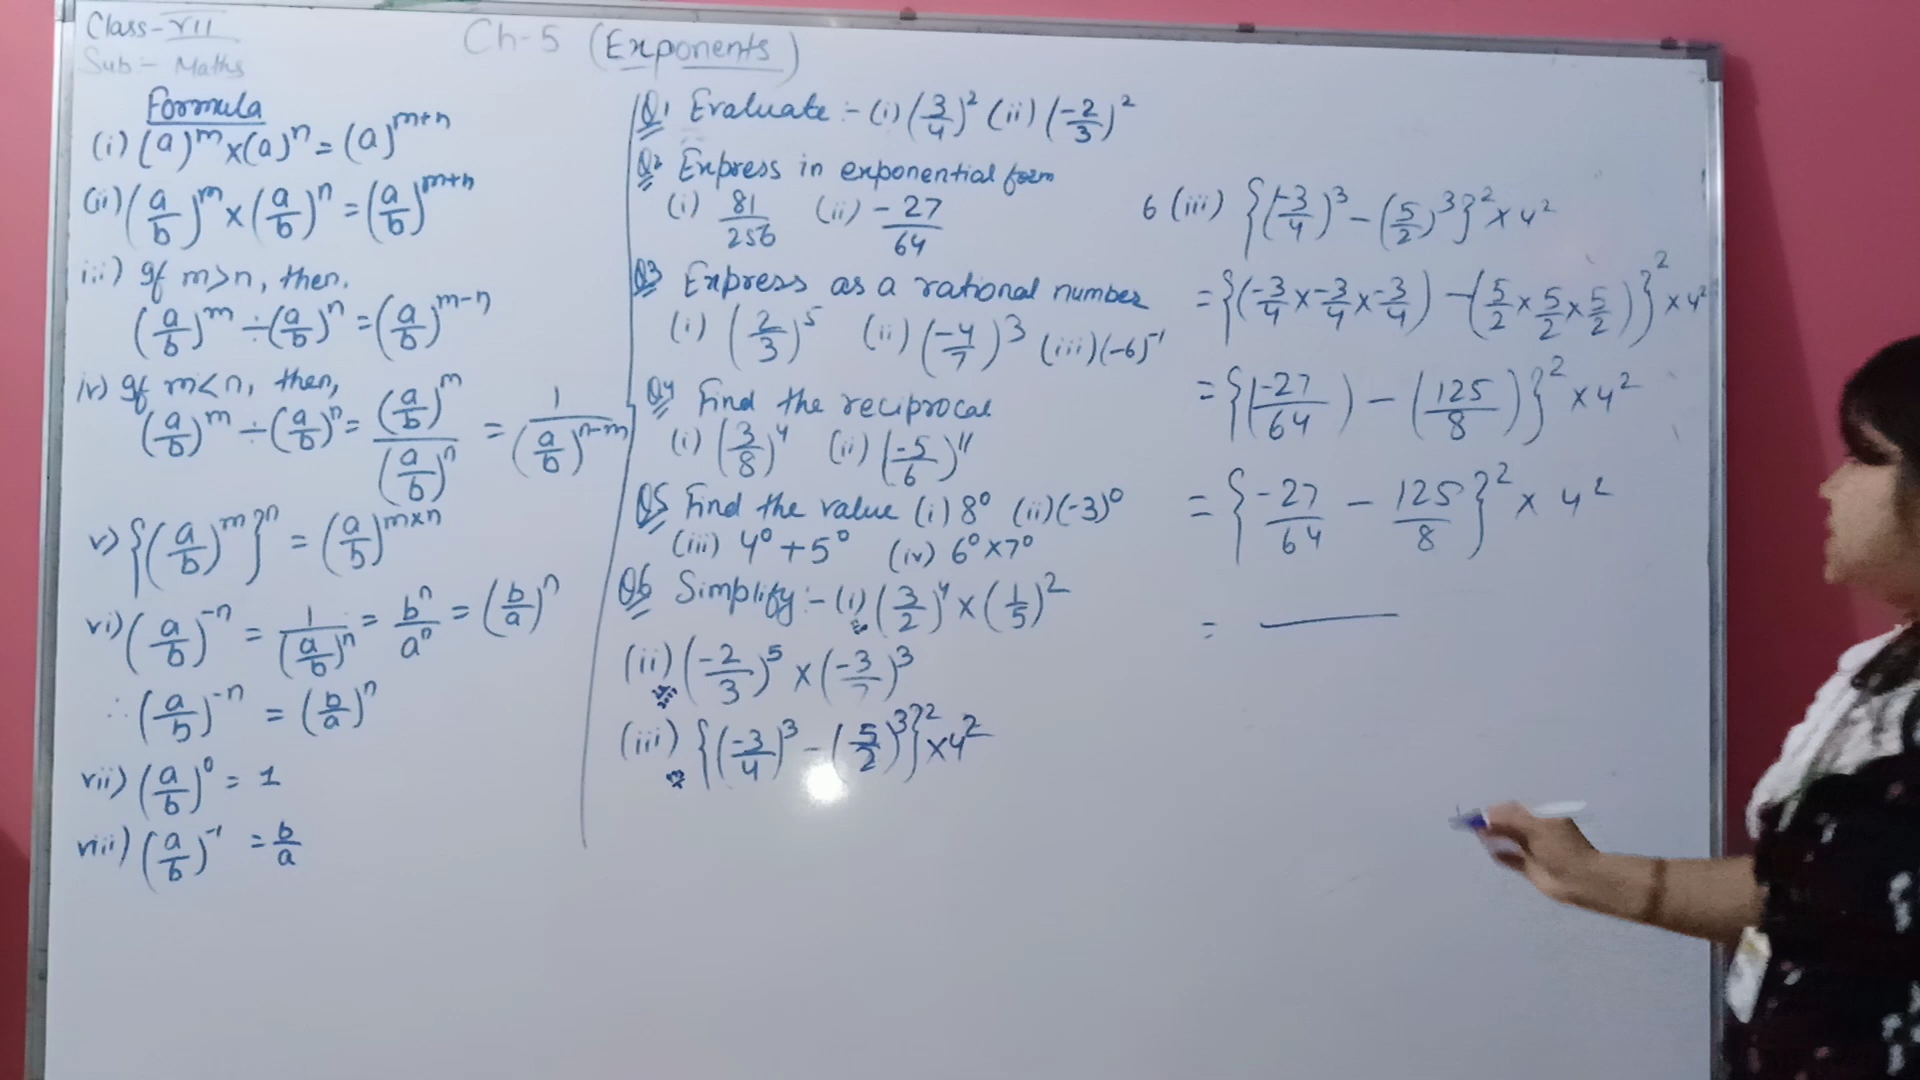 Class-VII
Sub:- Maths
Ch-5 (Exponents)
Formula
(i) (a)^m × (a)^n = (a)^{m+n}
(ii) (a/b)^m × (a/b)^n = (a/b)^{m+n}
iii) If m>n, then,
(a/b)^m ÷ (a/b)^n = (a/b)^{m-n}
iv) If m<n, then,
(a/b)^m ÷ (a/b)^n = (a/b)^m / (a/b)^n = 1/(a/b)^{n-m}
v) {(a/b)^m}^n = (a/b)^{m×n}
vi) (a/b)^{-n} = 1/(a/b)^n = b^n/a^n = (b/a)^n
∴ (a/b)^{-n} = (b/a)^n
vii) (a/b)^0 = 1
viii) (a/b)^{-1} = b/a
Q1 Evaluate :- (i) (3/4)^2 (ii) (-2/3)^2
Q2 Express in exponential form
(i) 81/256 (ii) -27/64
Q3 Express as a rational number
(i) (2/3)^5 (ii) (-4/7)^3 (iii) (-6)^{-1}
Q4 Find the reciprocal
(i) (3/8)^4 (ii) (-5/6)^{11}
Q5 Find the value (i) 8^0 (ii) (-3)^0
(iii) 4^0 + 5^0 (iv) 6^0 × 7^0
Q6 Simplify :- (i) (3/2)^4 × (1/5)^2
(ii) (-2/3)^5 × (-3/7)^3
(iii) {(-3/4)^3 - (5/2)^3}^2 × 4^2
6 (iii) {(-3/4)^3 - (5/2)^3}^2 × 4^2
= {(-3/4 × -3/4 × -3/4) - (5/2 × 5/2 × 5/2)}^2 × 4^2
= {(-27/64) - (125/8)}^2 × 4^2
= {-27/64 - 125/8}^2 × 4^2
=